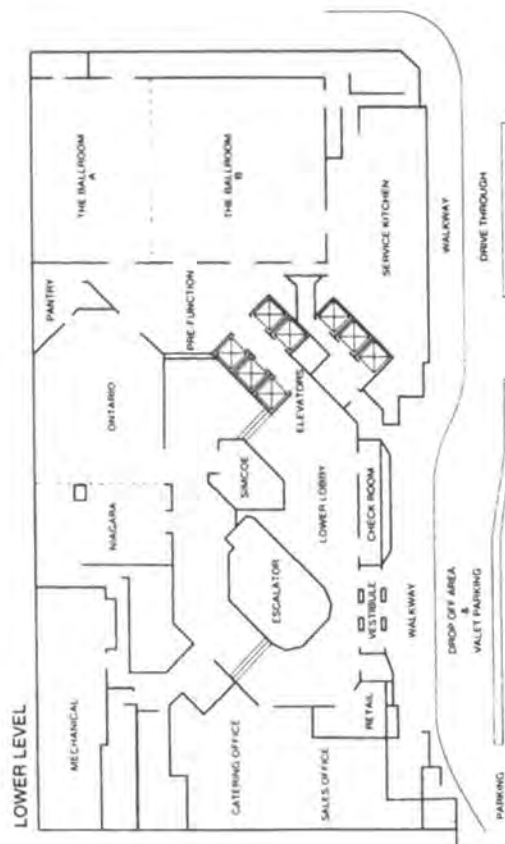 LOWER LEVEL
MECHANICAL
NIAGARA
ONTARIO
PANTRY
THE BALLROOM
A
CATERING OFFICE
ESCALATOR
SIMCOE
PRE-FUNCTION
THE BALLROOM
B
SALES OFFICE
LOWER LOBBY
ELEVATORS
RETAIL
VESTIBULE
CHECK ROOM
SERVICE KITCHEN
WALKWAY
WALKWAY
PARKING
DROP OFF AREA
&
VALET PARKING
DRIVE THROUGH